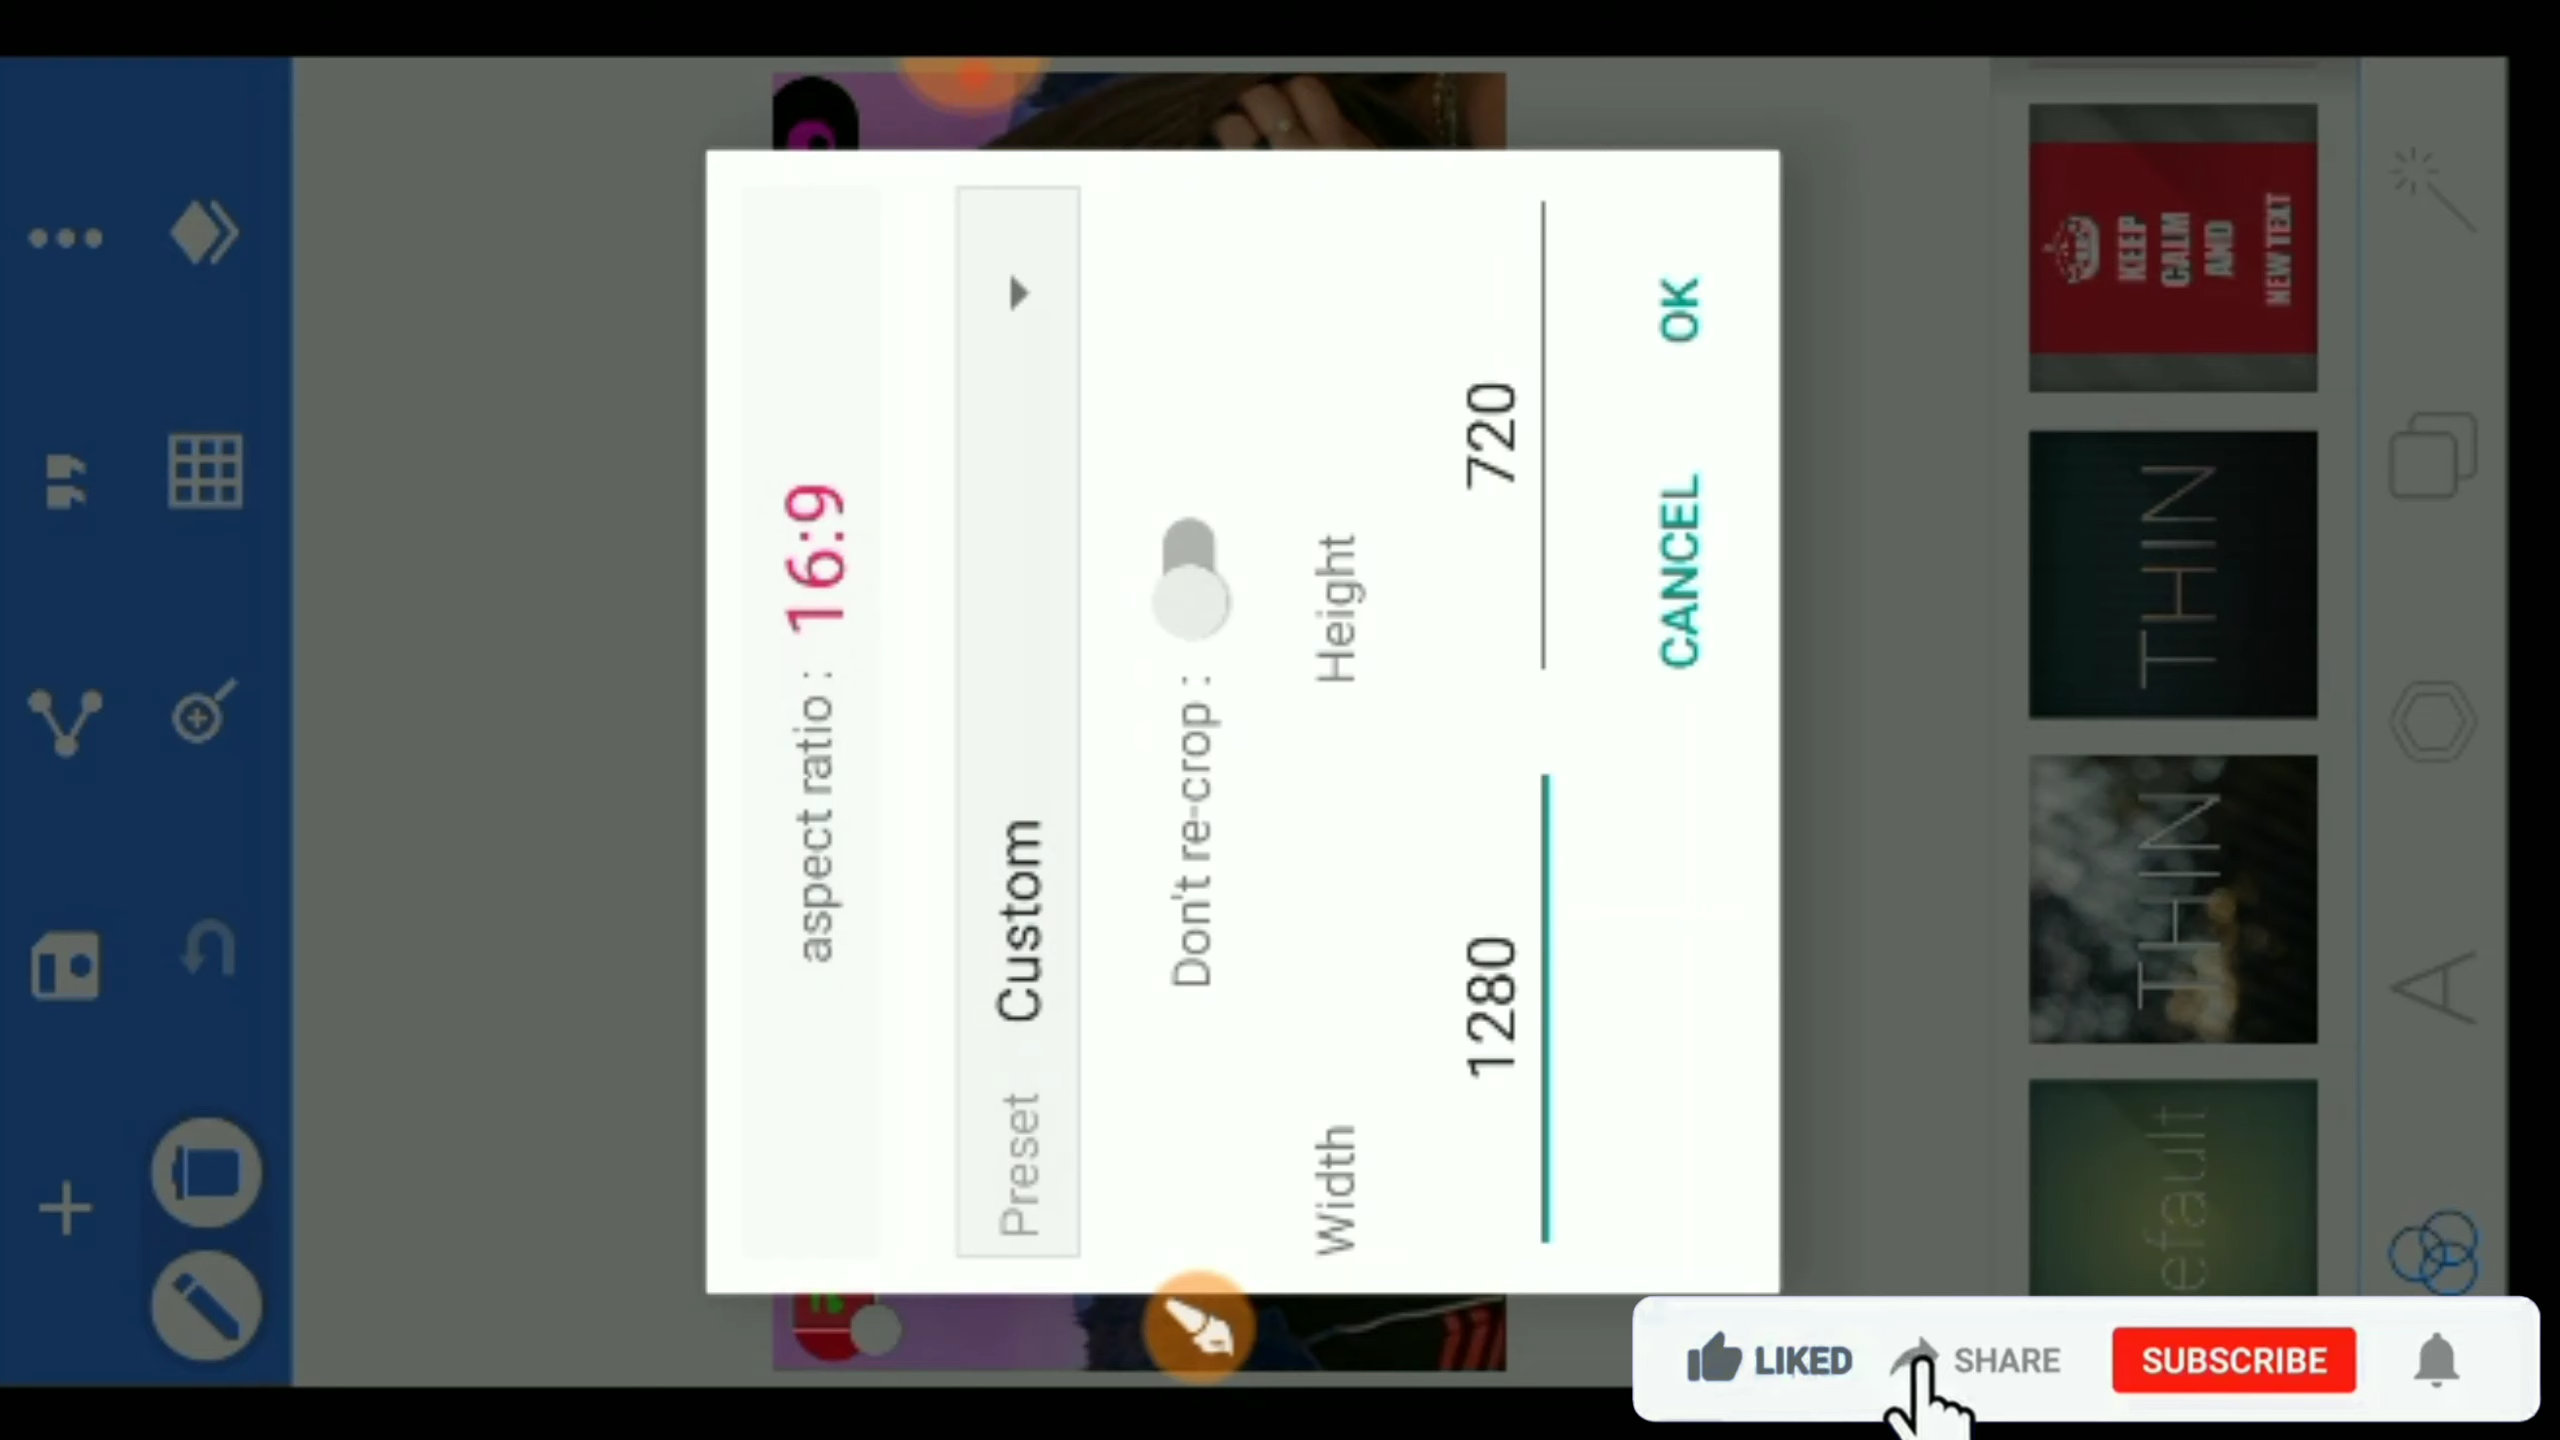 aspect ratio : 16:9
Preset Custom
Don't re-crop :
Width Height
1280 720
CANCEL OK
KEEP
CALM
AND
NEW TEXT
THIN
THIN
efault
LIKED SHARE SUBSCRIBE